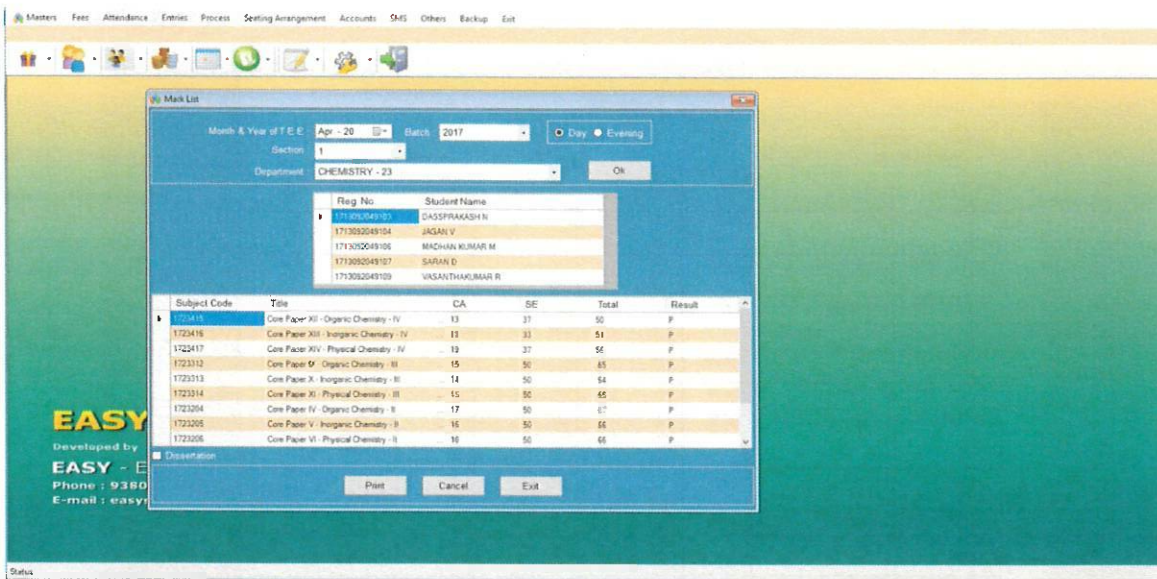 Masters Fees Attendance Entries Process Seating Arrangement Accounts SMS Others Backup Exit
Mark List
Month & Year of T.E.E Apr - 20 Batch 2017 Day Evening
Section 1
Department CHEMISTRY - 23 Ok
Reg No Student Name
1713092049103 DASSPRAKASH N
1713092049104 JAGAN V
1713092049106 MADHAN KUMAR M
1713092049107 SARAN D
1713092049109 VASANTHAKUMAR R
Subject Code Title CA SE Total Result
1723415 Core Paper XII - Organic Chemistry - IV 13 37 50 P
1723416 Core Paper XIII - Inorganic Chemistry - IV 33 51 P
1723417 Core Paper XIV - Physical Chemistry - IV 19 37 56 P
1723312 Core Paper - Organic Chemistry - III 15 50 65 P
1723313 Core Paper X - Inorganic Chemistry - III 14 50 64 P
1723314 Core Paper XI - Physical Chemistry - III 15 50 65 P
1723204 Core Paper IV - Organic Chemistry - II 17 50 67 P
1723205 Core Paper V - Inorganic Chemistry - II 16 50 66 P
1723206 Core Paper VI - Physical Chemistry - II 16 50 66 P
Dissertation
Print Cancel Exit
EASY
Developed by
EASY - E
Phone : 9380
E-mail : easy
Status